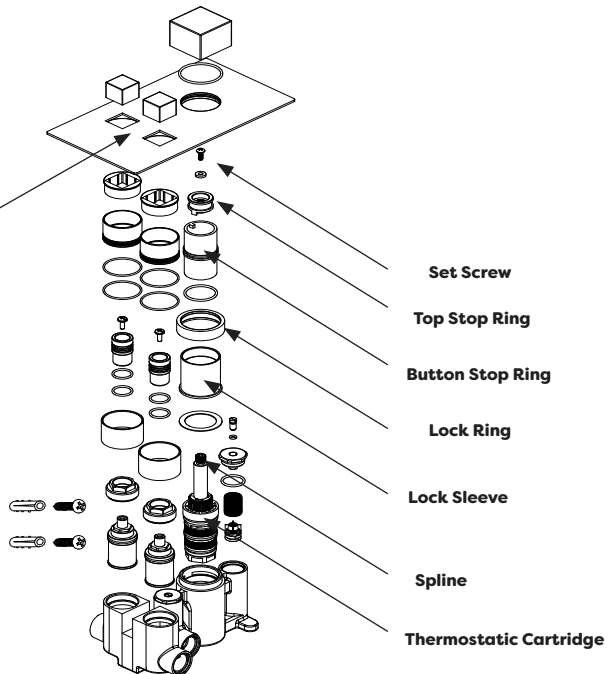 Set Screw
Top Stop Ring
Button Stop Ring
Lock Ring
Lock Sleeve
Spline
Thermostatic Cartridge